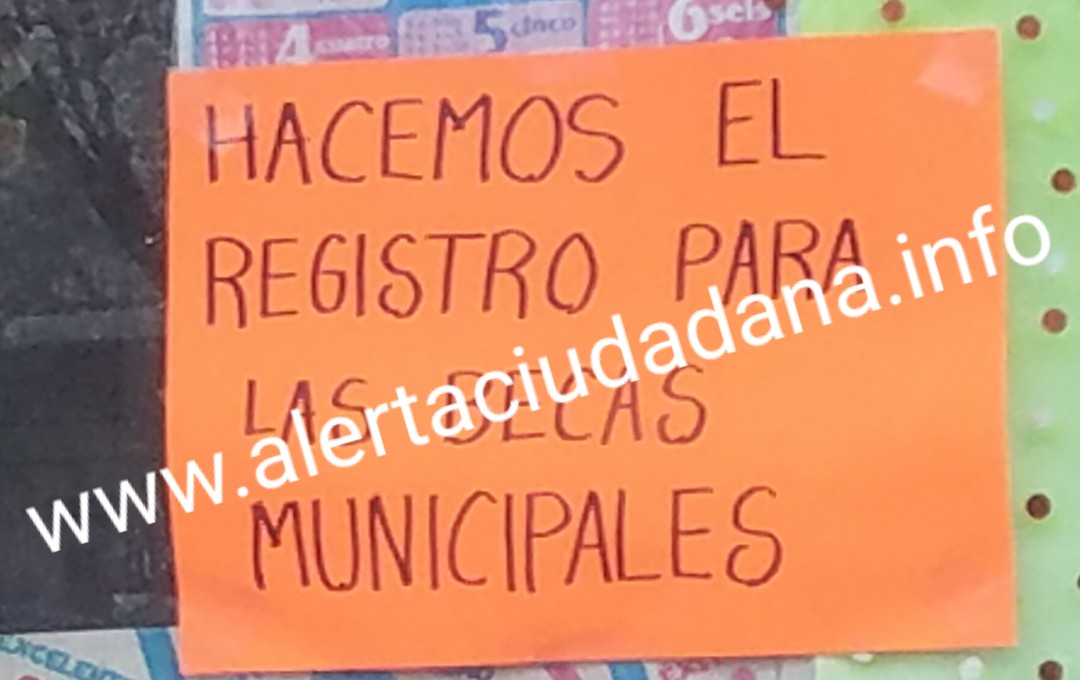 4 cuatro 5 cinco 6 seis
HACEMOS EL
REGISTRO PARA
LAS BECAS
MUNICIPALES
www.alertaciudadana.info